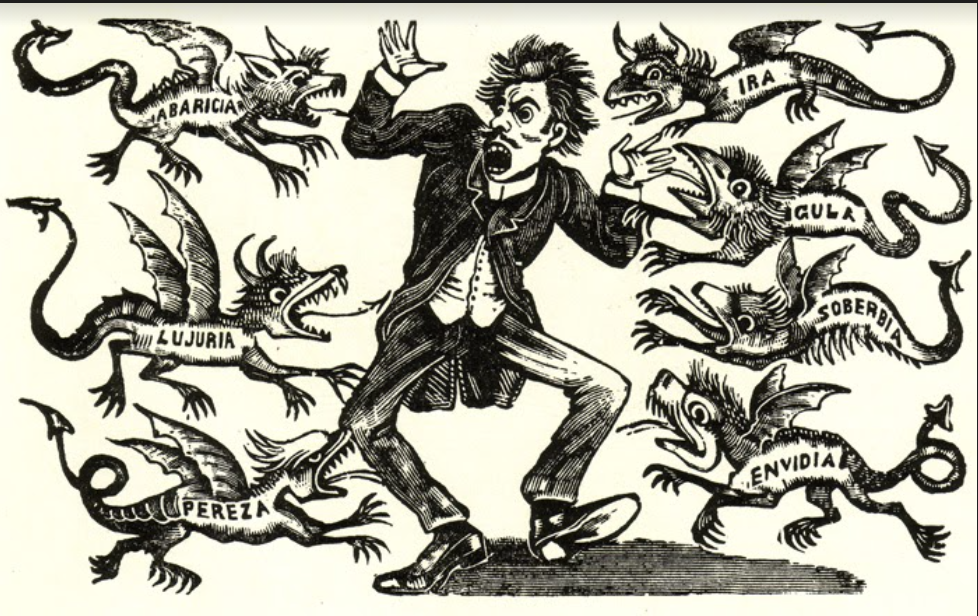 ABARICIA
IRA
GULA
LUJURIA
SOBERBIA
PEREZA
ENVIDIA